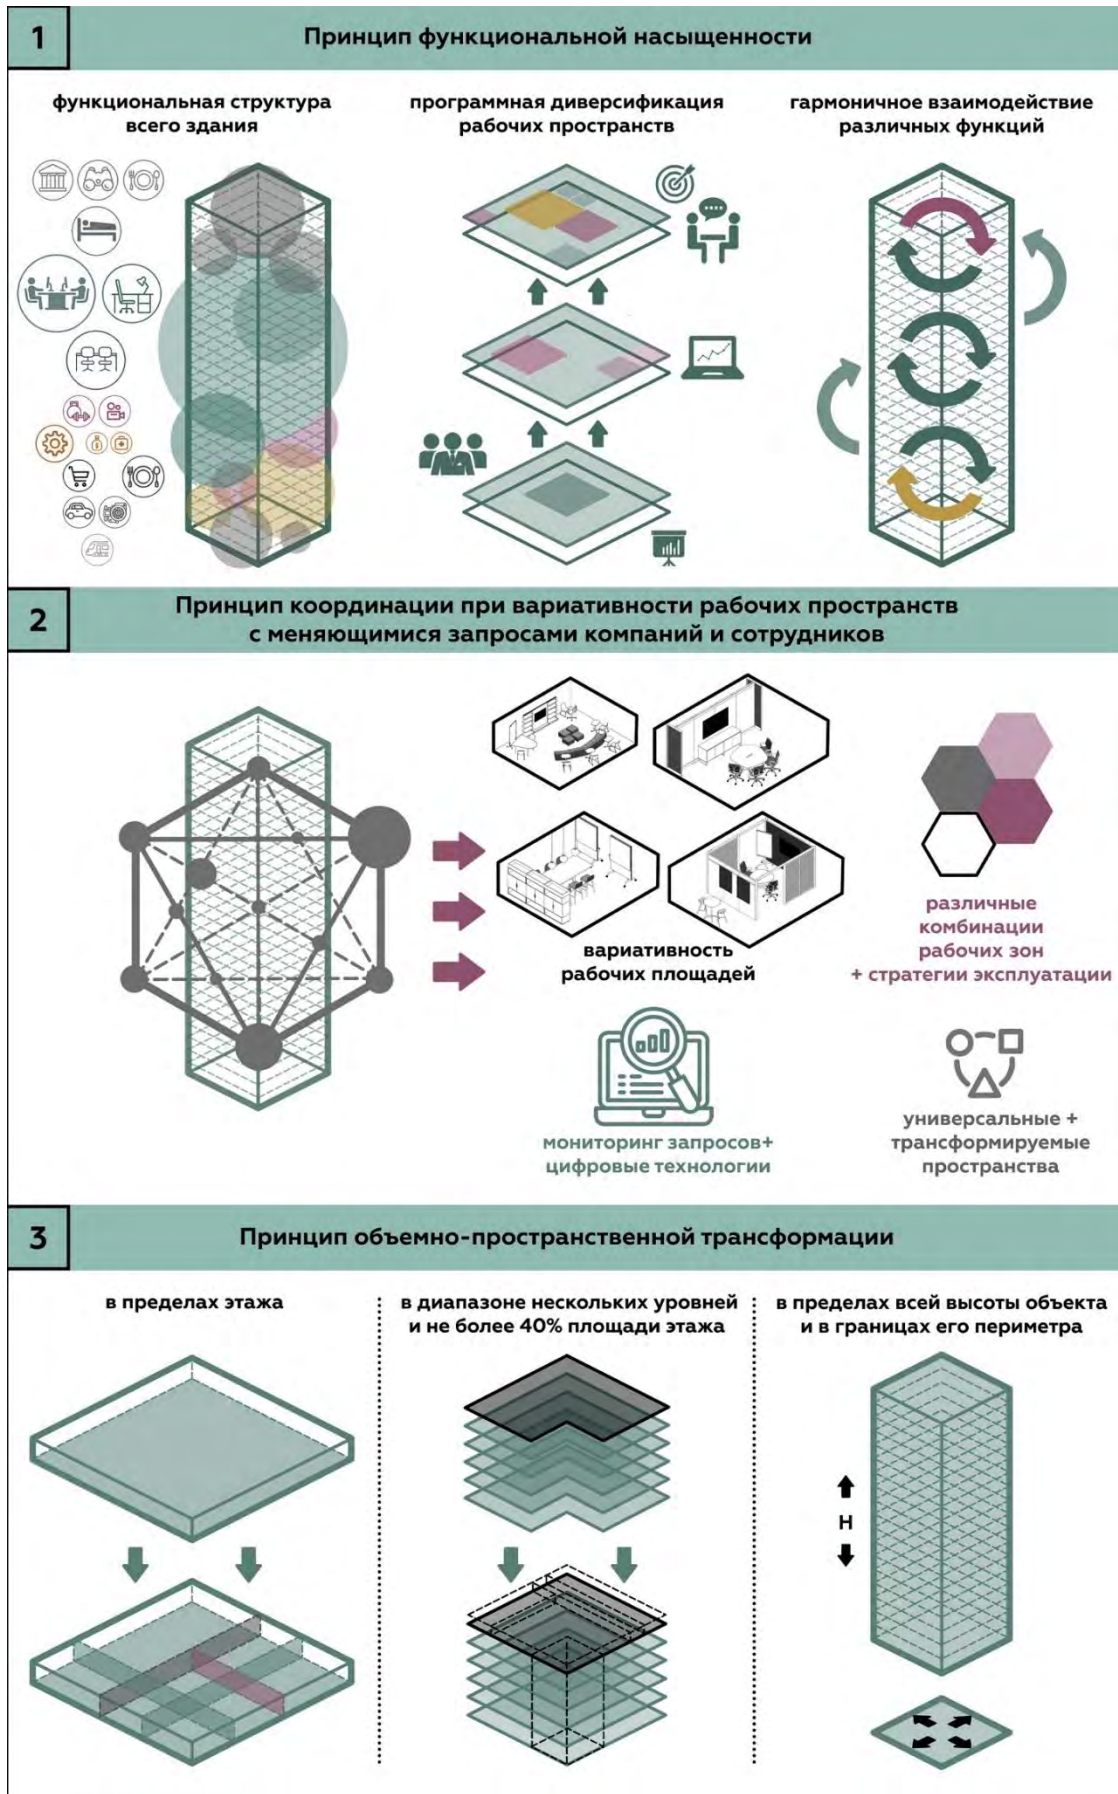 1
Принцип функциональной насыщенности
функциональная структура
всего здания
программная диверсификация
рабочих пространств
гармоничное взаимодействие
различных функций
2
Принцип координации при вариативности рабочих пространств
с меняющимися запросами компаний и сотрудников
вариативность
рабочих площадей
различные
комбинации
рабочих зон
+ стратегии эксплуатации
мониторинг запросов+
цифровые технологии
универсальные +
трансформируемые
пространства
3
Принцип объемно-пространственной трансформации
в пределах этажа
в диапазоне нескольких уровней
и не более 40% площади этажа
в пределах всей высоты объекта
и в границах его периметра
H